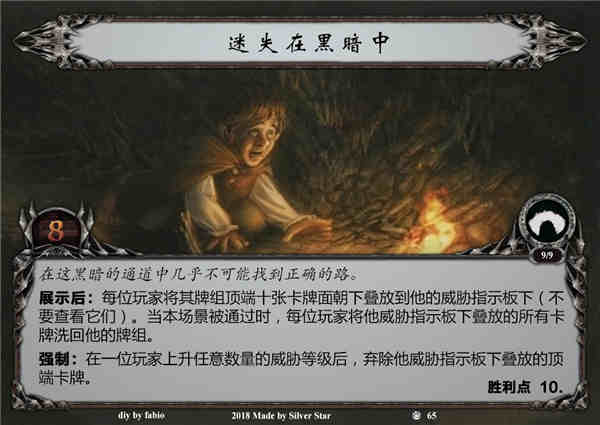 迷失在黑暗中
8
9/9
在这黑暗的通道中几乎不可能找到正确的路。
展示后：每位玩家将其牌组顶端十张卡牌面朝下叠放到他的威胁指示板下（不
要查看它们）。当本场景被通过时，每位玩家将他威胁指示板下叠放的所有卡
牌洗回他的牌组。
强制：在一位玩家上升任意数量的威胁等级后，弃除他威胁指示板下叠放的顶
端卡牌。
胜利点 10.
diy by fabio 2018 Made by Silver Star 65